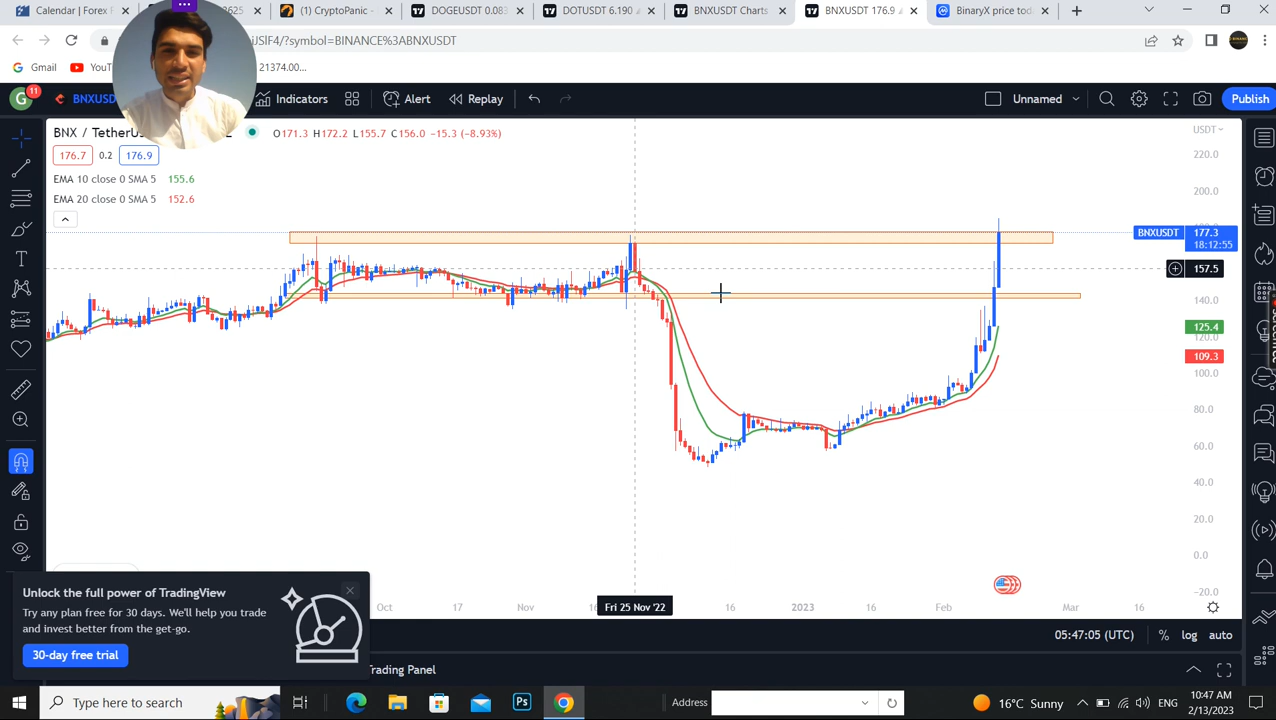 Calendar | Forex
3625
CryptoPanic -
DOGEUSDT 0.083
DOTUSDT 6.190
BNXUSDT Charts
BNXUSDT 176.9
BinaryX price tod
/?symbol=BINANCE%3ABNXUSDT
Gmail
21374.00...
G
11
BNXUSD
Indicators
Alert
Replay
Unnamed
Publish
BNX / TetherUS
O171.3 H172.2 L155.7 C156.0 −15.3 (−8.93%)
USDT
176.7
0.2
176.9
EMA 10 close 0 SMA 5 155.6
EMA 20 close 0 SMA 5 152.6
220.0
200.0
BNXUSDT
177.3
18:12:55
157.5
140.0
125.4
120.0
109.3
100.0
80.0
60.0
40.0
20.0
0.0
−20.0
Oct
17
Nov
Fri 25 Nov '22
16
2023
16
Feb
Mar
16
Unlock the full power of TradingView
Try any plan free for 30 days. We'll help you trade
and invest better from the get-go.
30-day free trial
05:47:05 (UTC)
%
log
auto
Trading Panel
Type here to search
Ps
Address
16°C Sunny
10:47 AM
2/13/2023